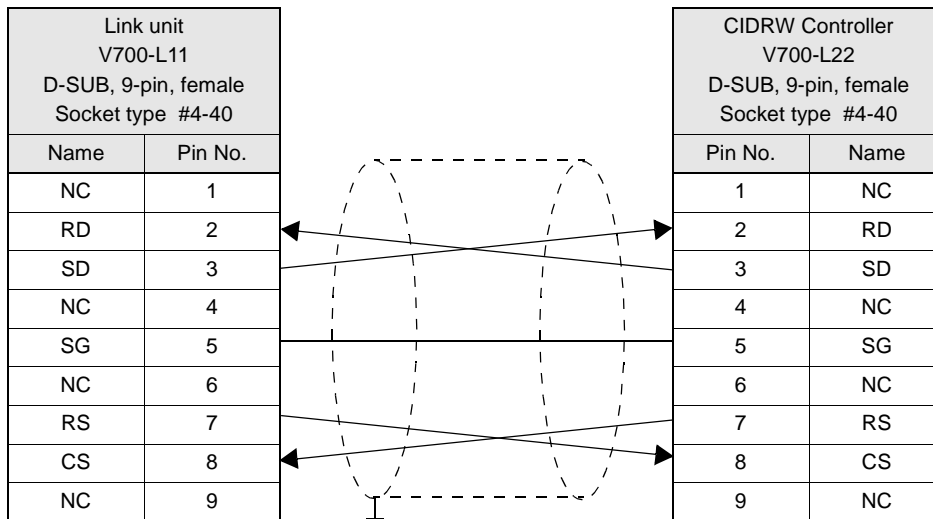 Link unit
V700-L11
D-SUB, 9-pin, female
Socket type #4-40
Name Pin No.
NC 1
RD 2
SD 3
NC 4
SG 5
NC 6
RS 7
CS 8
NC 9
CIDRW Controller
V700-L22
D-SUB, 9-pin, female
Socket type #4-40
Pin No. Name
1 NC
2 RD
3 SD
4 NC
5 SG
6 NC
7 RS
8 CS
9 NC